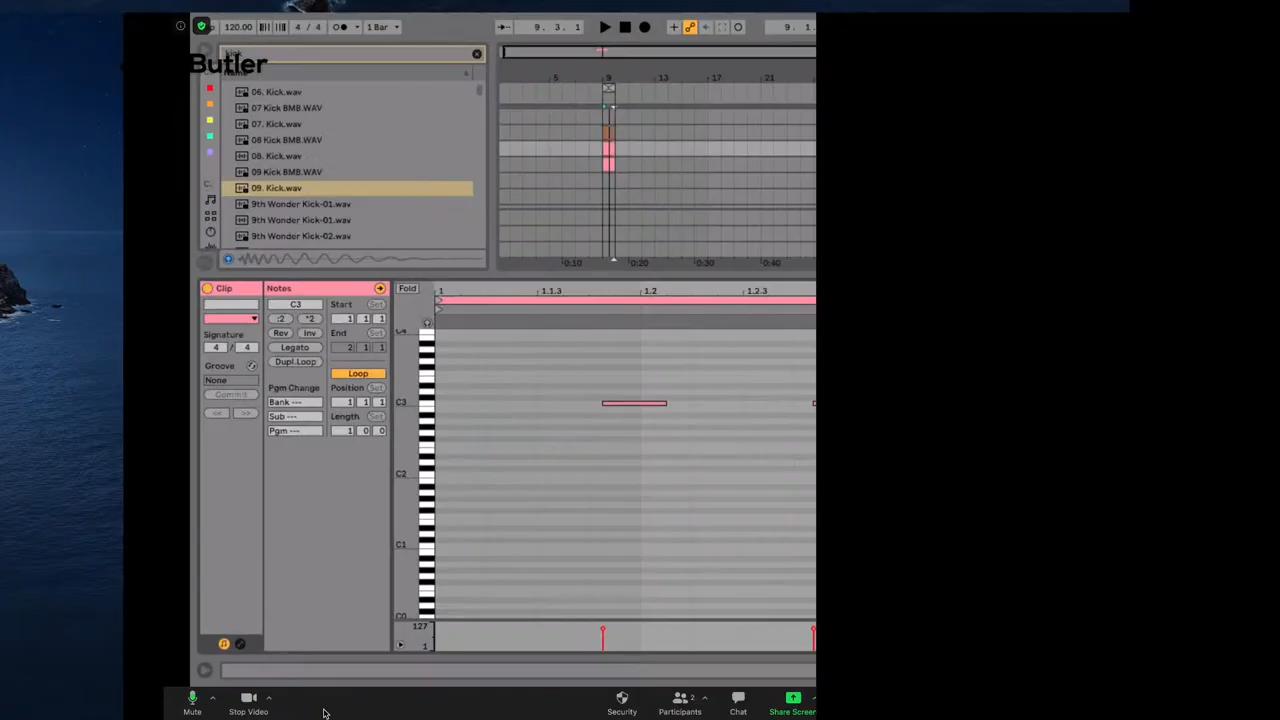 120.00 4 / 4 1 Bar 9. 3. 1 9. 1.
Butler
Name
5 9 13 17 21
06. Kick.wav
07 Kick BMB.WAV
07. Kick.wav
08 Kick BMB.WAV
08. Kick.wav
09 Kick BMB.WAV
09. Kick.wav
9th Wonder Kick-01.wav
9th Wonder Kick-01.wav
9th Wonder Kick-02.wav
0:10 0:20 0:30 0:40
Clip Notes Fold 1 1.1.3 1.2 1.2.3
C3 Start Set
:2 *2 1 1 1
Signature Rev Inv End Set
4 / 4 Legato 2 1 1
Groove Dupl.Loop
None Loop
Commit Pgm Change Position Set
<< >> Bank --- 1 1 1
Sub --- Length Set
Pgm --- 1 0 0
C4
C3
C2
C1
C0
127
1
Mute Stop Video Security Participants 2 Chat Share Screen